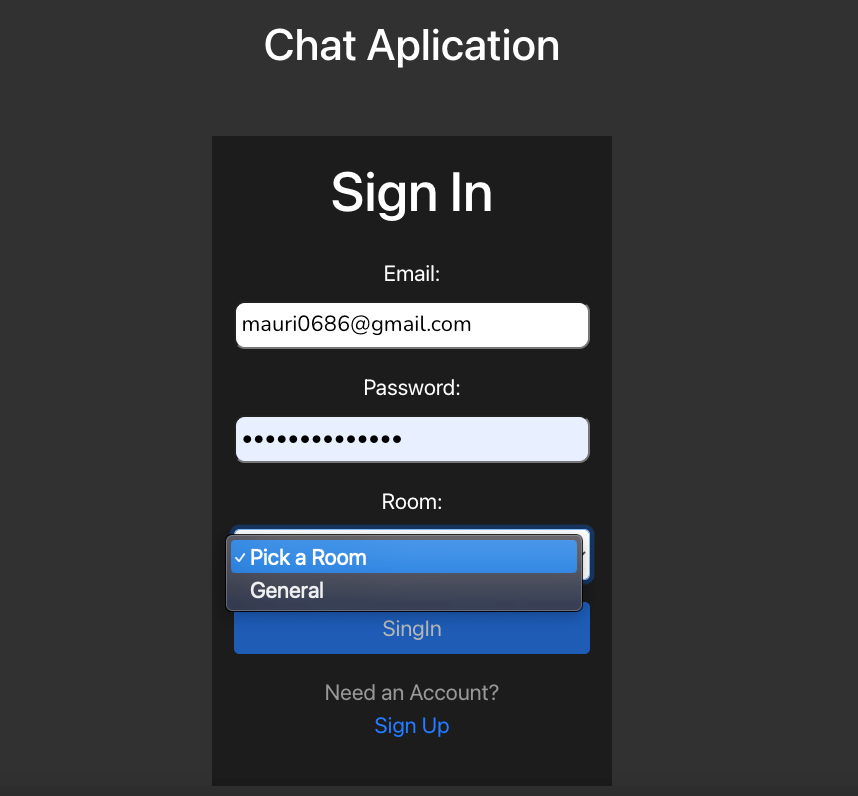 Chat Aplication
Sign In
Email:
mauri0686@gmail.com
Password:
••••••••••••••
Room:
✓ Pick a Room
General
SingIn
Need an Account?
Sign Up